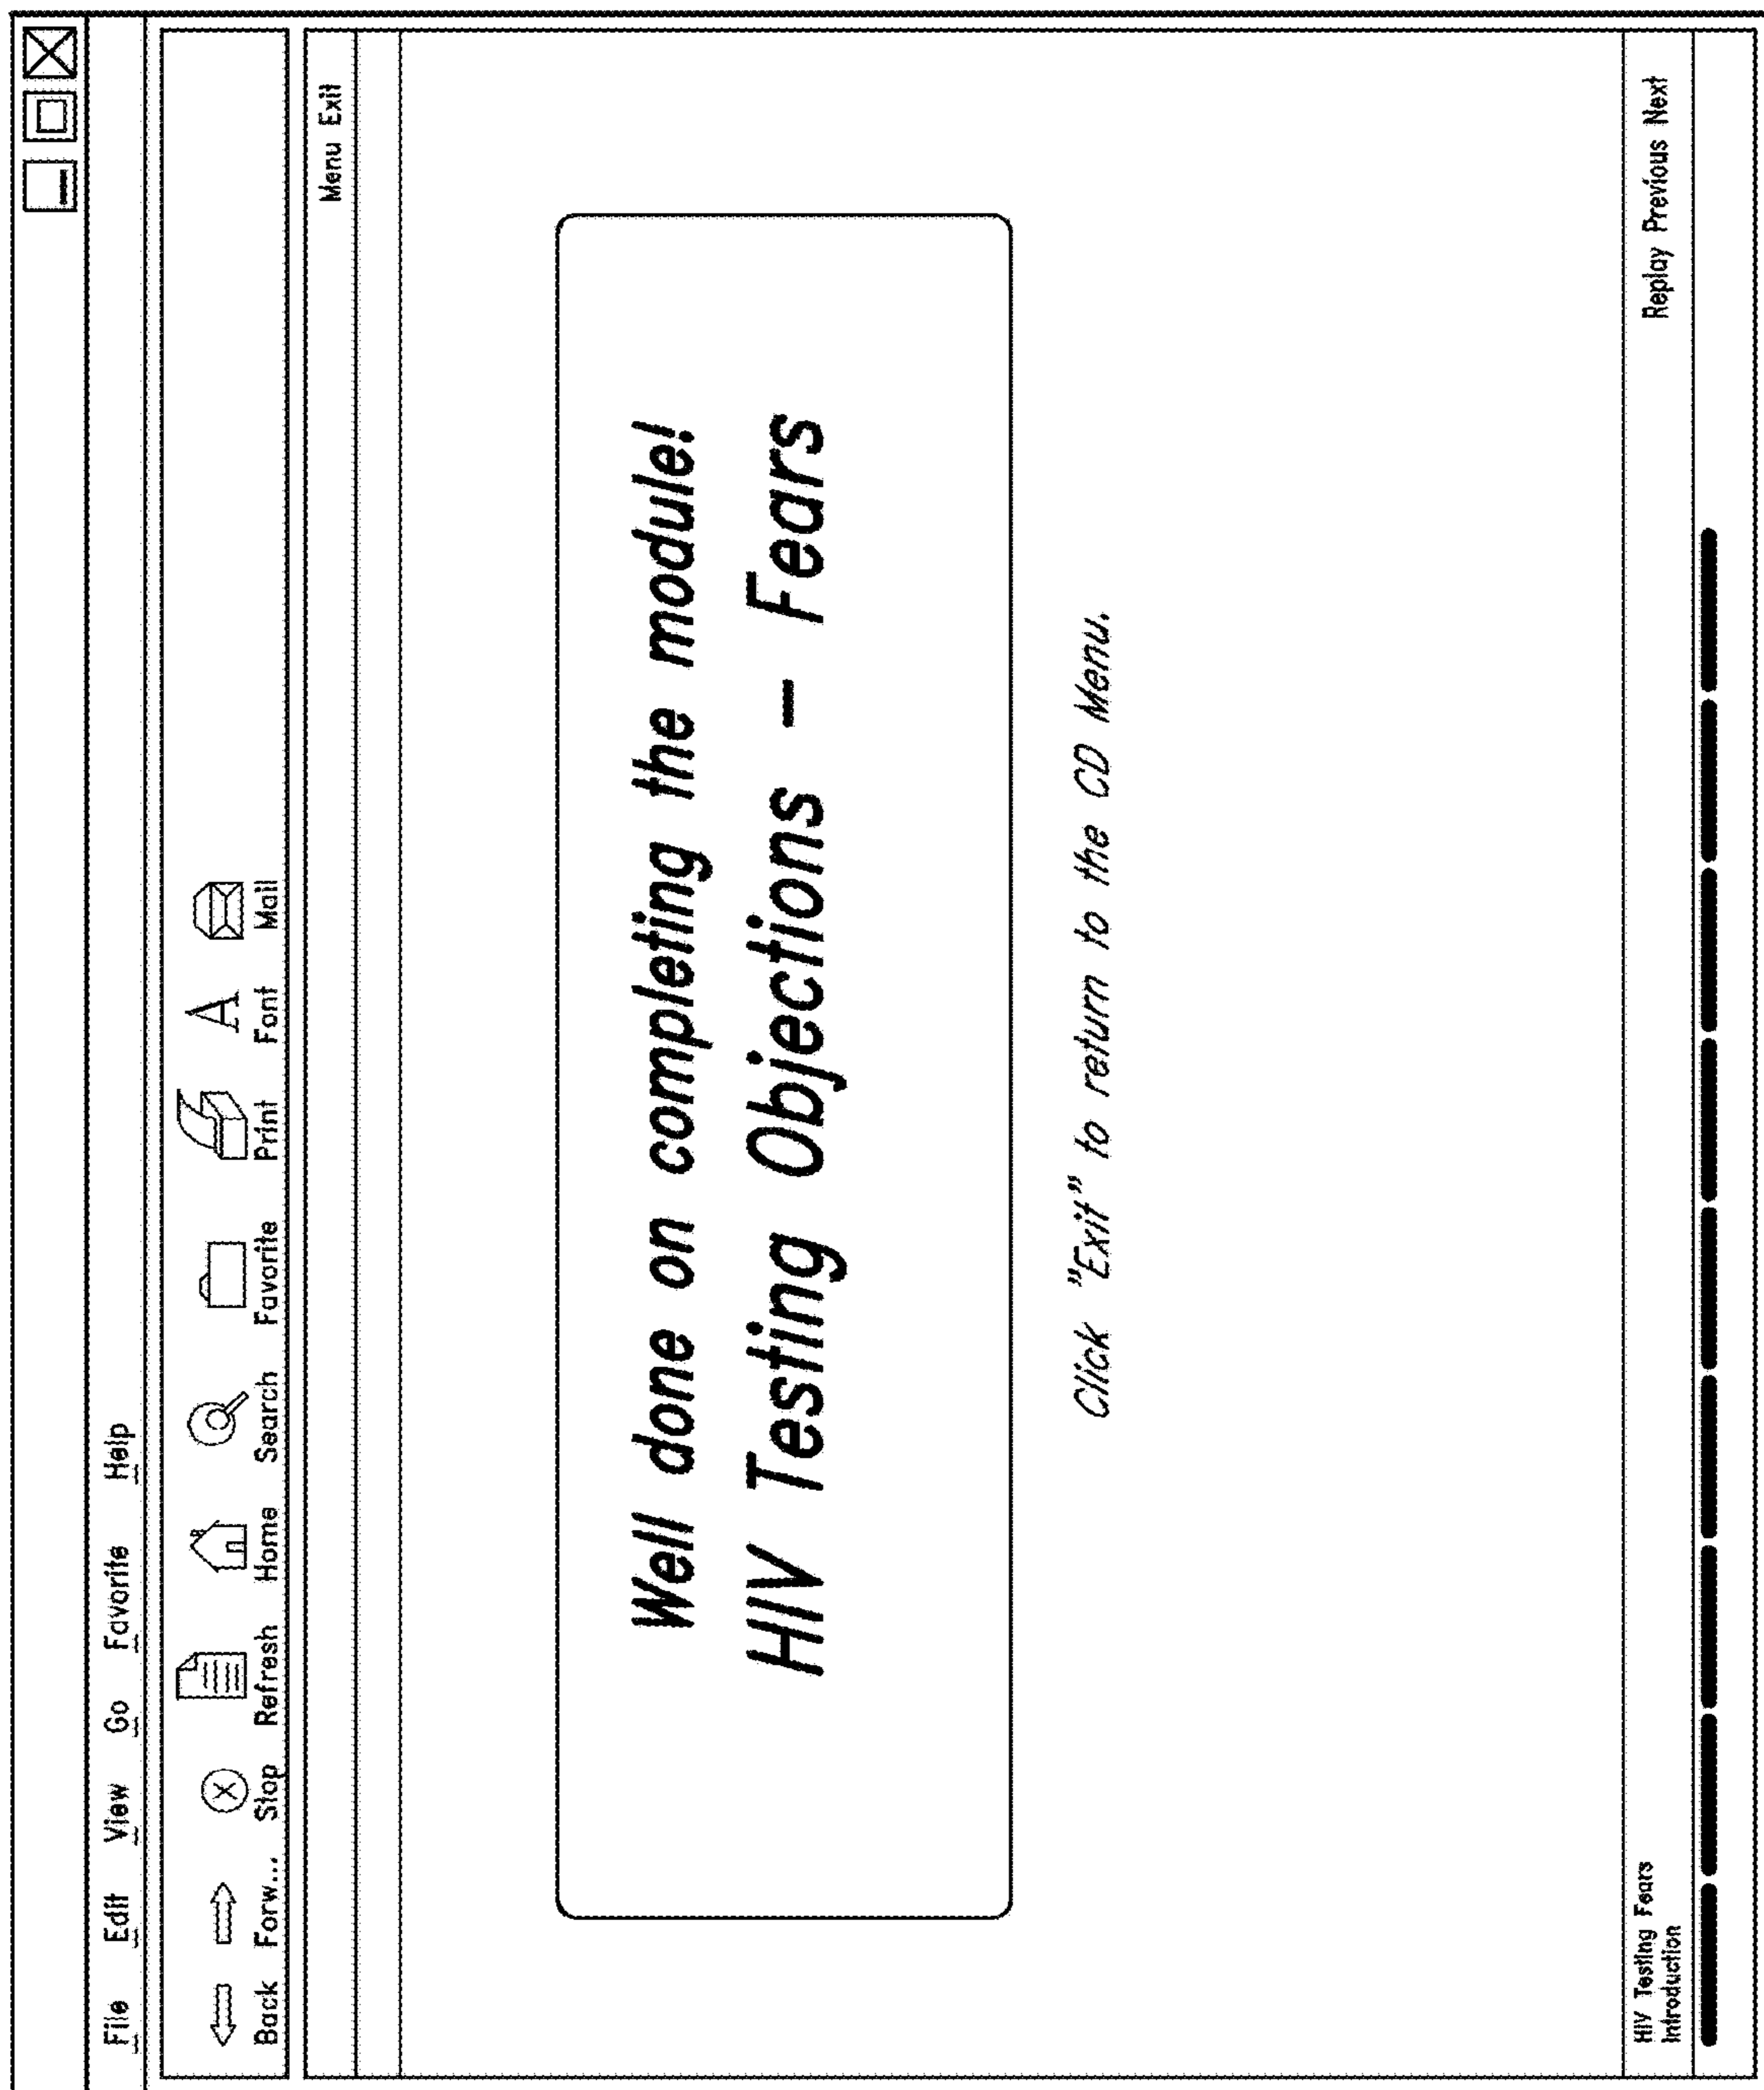 File Edit View Go Favorite Help
Back Forw... Stop Refresh Home Search Favorite Print Font Mail
Menu Exit
Well done on completing the module!
HIV Testing Objections – Fears
Click "Exit" to return to the CD Menu.
HIV Testing Fears
Introduction
Replay Previous Next